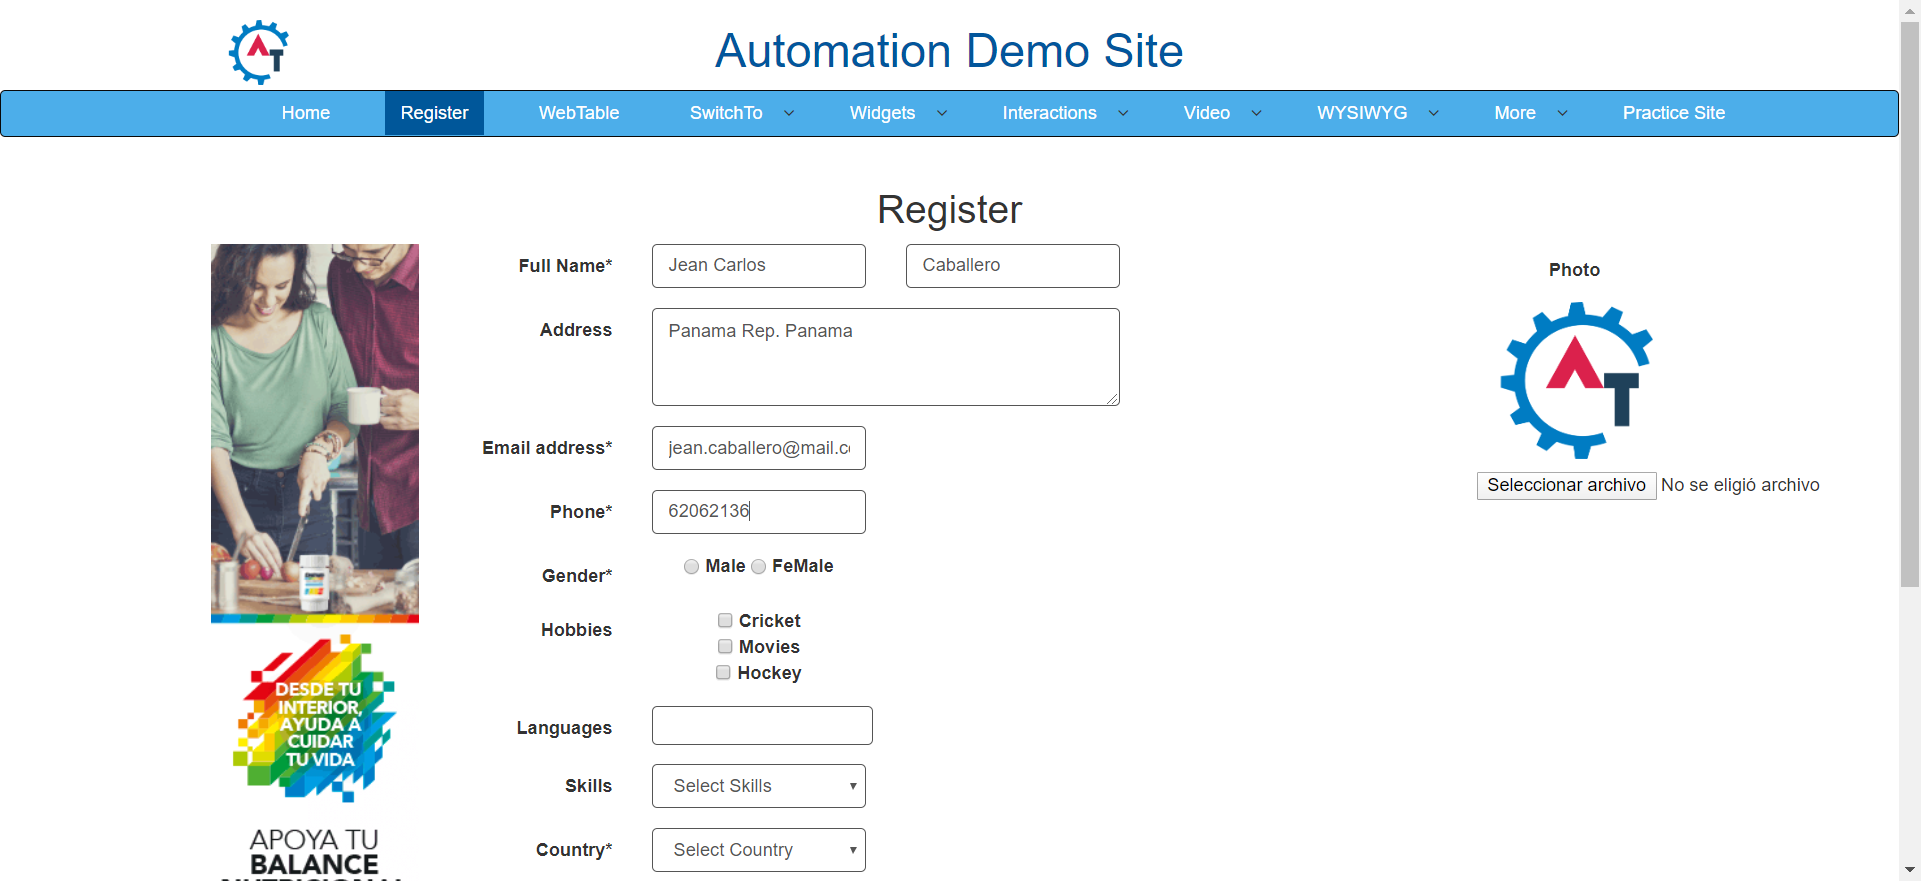 Automation Demo Site
Home Register WebTable SwitchTo Widgets Interactions Video WYSIWYG More Practice Site
Register
Full Name* Jean Carlos Caballero
Photo
Address Panama Rep. Panama
Email address* jean.caballero@mail.c
Seleccionar archivo No se eligió archivo
Phone* 62062136
Gender* Male FeMale
Hobbies Cricket
Movies
Hockey
Languages
Skills Select Skills
Country* Select Country
DESDE TU
INTERIOR,
AYUDA A
CUIDAR
TU VIDA
APOYA TU
BALANCE